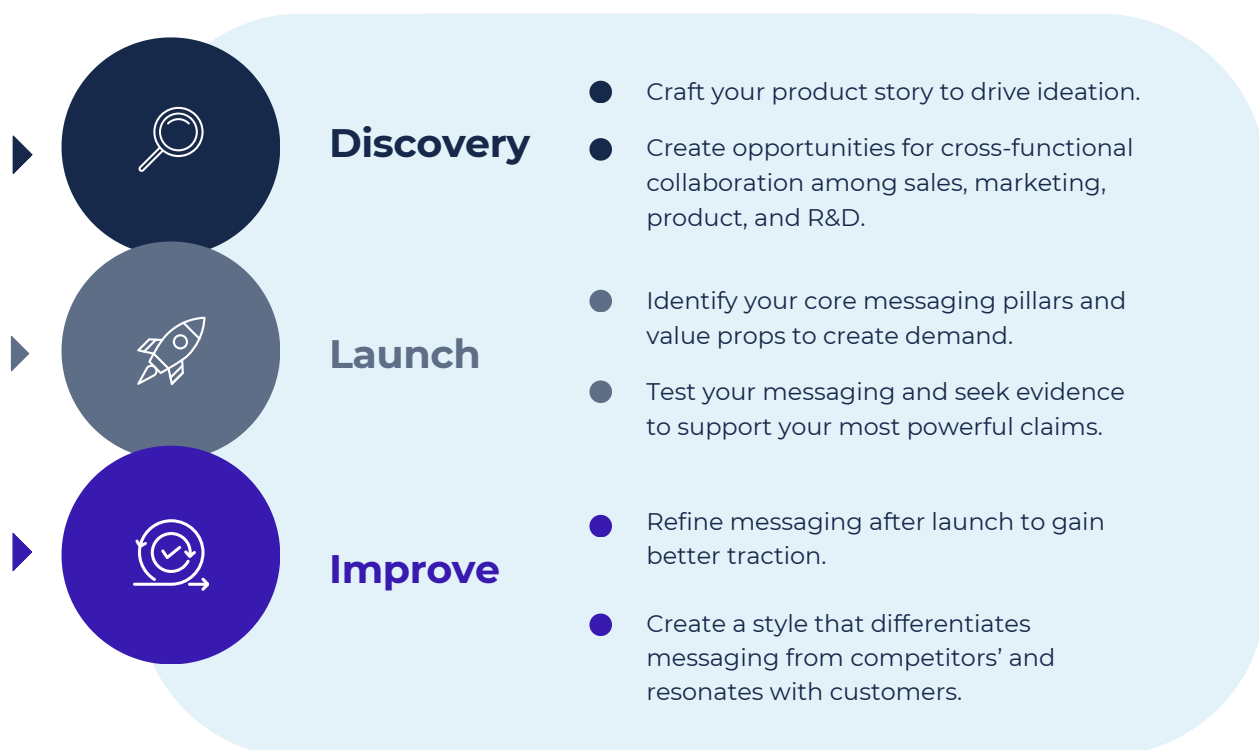 Discovery
Craft your product story to drive ideation.
Create opportunities for cross-functional
collaboration among sales, marketing,
product, and R&D.
Launch
Identify your core messaging pillars and
value props to create demand.
Test your messaging and seek evidence
to support your most powerful claims.
Improve
Refine messaging after launch to gain
better traction.
Create a style that differentiates
messaging from competitors’ and
resonates with customers.